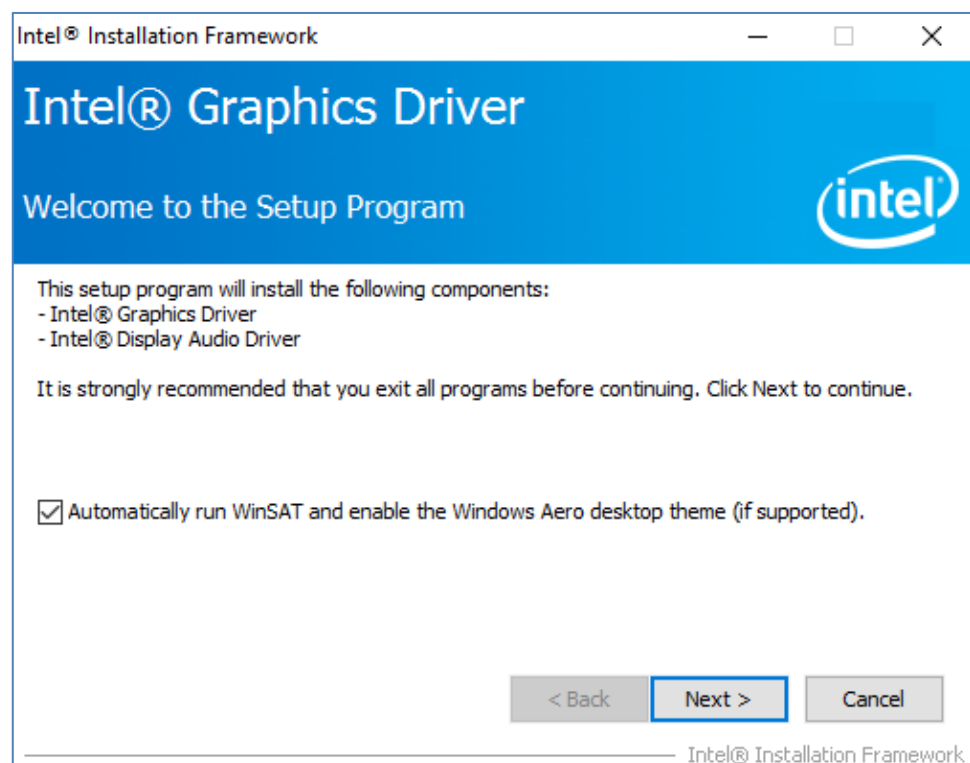 Intel® Installation Framework
Intel® Graphics Driver
Welcome to the Setup Program
intel
This setup program will install the following components:
- Intel® Graphics Driver
- Intel® Display Audio Driver
It is strongly recommended that you exit all programs before continuing. Click Next to continue.
Automatically run WinSAT and enable the Windows Aero desktop theme (if supported).
< Back
Next >
Cancel
Intel® Installation Framework